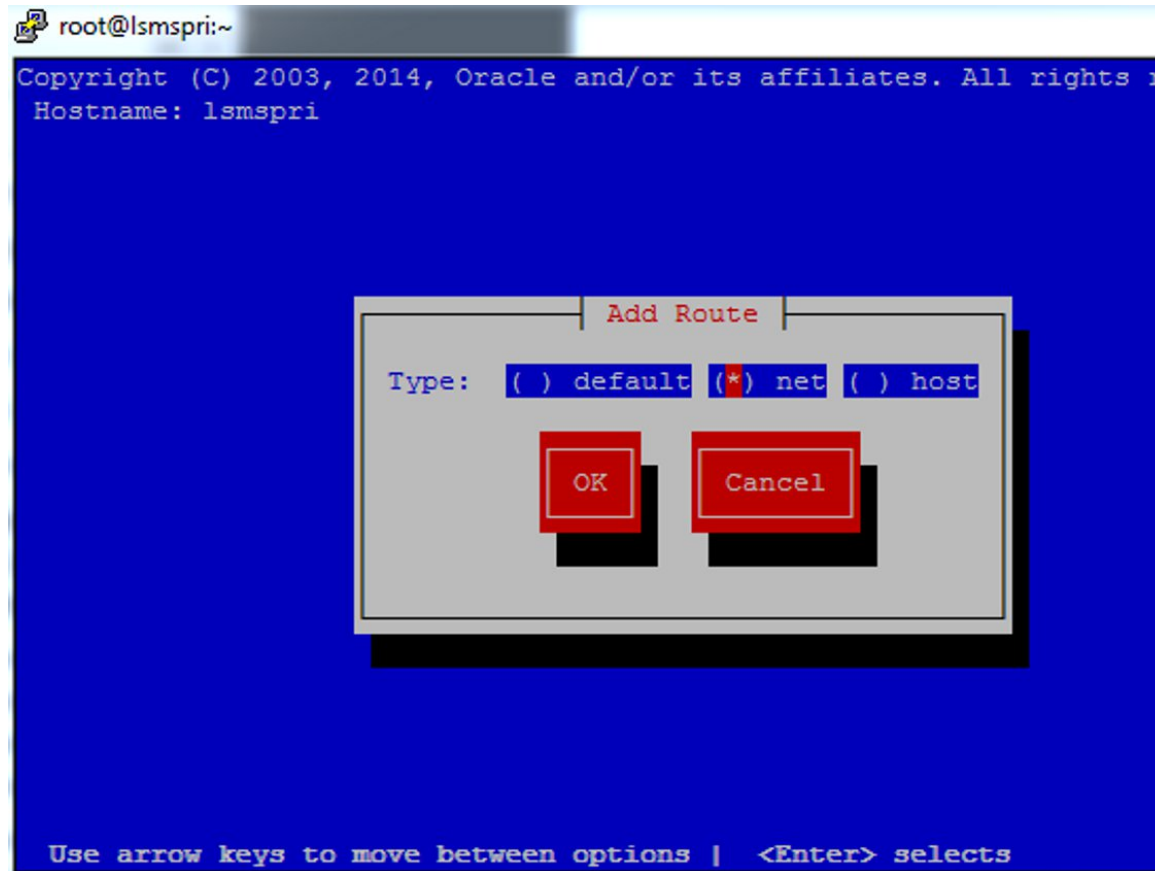 root@lsmspri:~
Copyright (C) 2003, 2014, Oracle and/or its affiliates. All rights
Hostname: lsmspri
Add Route
Type: ( ) default (*) net ( ) host
OK Cancel
Use arrow keys to move between options | <Enter> selects